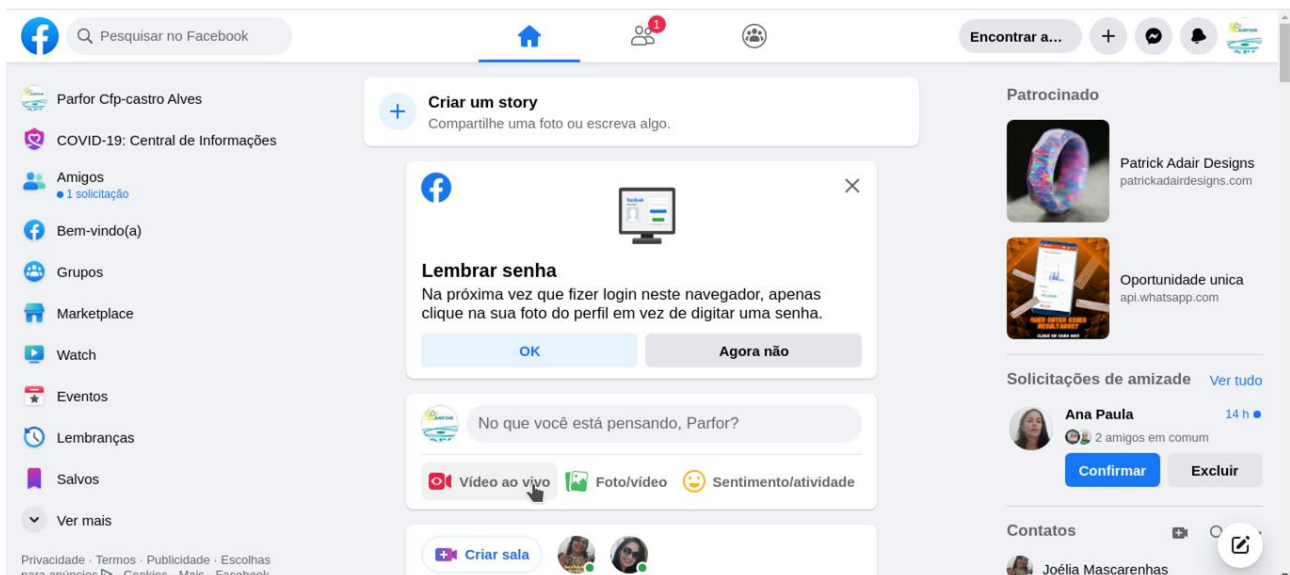 Pesquisar no Facebook
1
Encontrar a...
Parfor Cfp-castro Alves
COVID-19: Central de Informações
Amigos
1 solicitação
Bem-vindo(a)
Grupos
Marketplace
Watch
Eventos
Lembranças
Salvos
Ver mais
Privacidade · Termos · Publicidade · Escolhas
para anúncios · Cookies · Mais · Facebook
Criar um story
Compartilhe uma foto ou escreva algo.
Lembrar senha
Na próxima vez que fizer login neste navegador, apenas
clique na sua foto do perfil em vez de digitar uma senha.
OK
Agora não
No que você está pensando, Parfor?
Vídeo ao vivo
Foto/vídeo
Sentimento/atividade
Criar sala
Patrocinado
Patrick Adair Designs
patrickadairdesigns.com
Oportunidade unica
api.whatsapp.com
Solicitações de amizade
Ver tudo
Ana Paula
14 h
2 amigos em comum
Confirmar
Excluir
Contatos
Joélia Mascarenhas